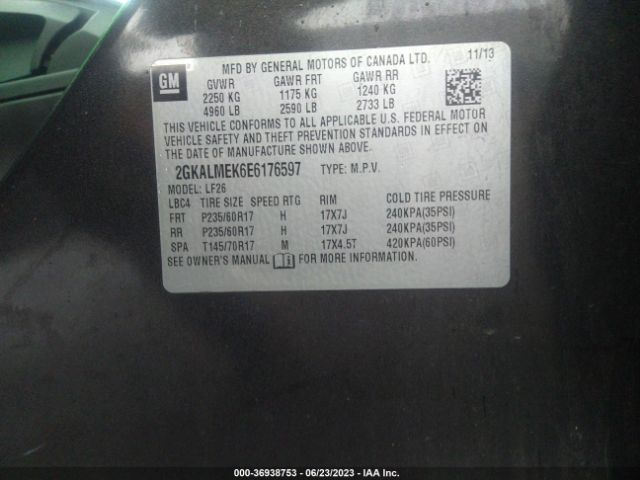 GM
MFD BY GENERAL MOTORS OF CANADA LTD. 11/13
GVWR GAWR FRT GAWR RR
2250 KG 1175 KG 1240 KG
4960 LB 2590 LB 2733 LB
THIS VEHICLE CONFORMS TO ALL APPLICABLE U.S. FEDERAL MOTOR
VEHICLE SAFETY AND THEFT PREVENTION STANDARDS IN EFFECT ON
THE DATE OF MANUFACTURE SHOWN ABOVE.
2GKALMEK6E6176597 TYPE: M.P.V.
MODEL: LF26
LBC4 TIRE SIZE SPEED RTG RIM COLD TIRE PRESSURE
FRT P235/60R17 H 17X7J 240KPA(35PSI)
RR P235/60R17 H 17X7J 240KPA(35PSI)
SPA T145/70R17 M 17X4.5T 420KPA(60PSI)
SEE OWNER'S MANUAL FOR MORE INFORMATION.
000-36938753 - 06/23/2023 - IAA Inc.